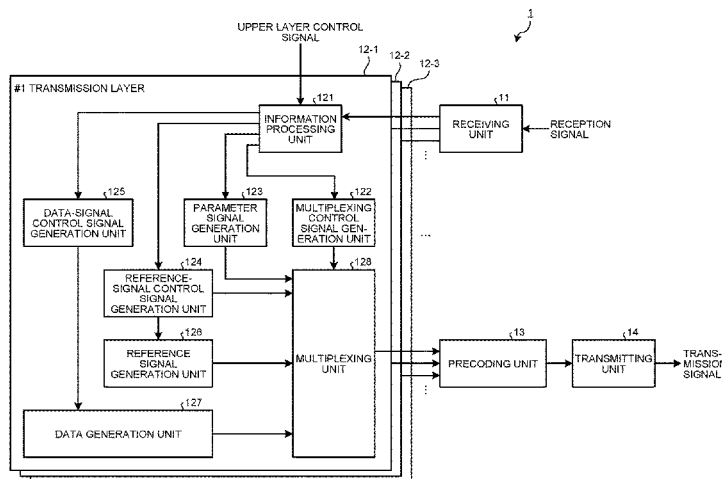 UPPER LAYER CONTROL
SIGNAL
1
12-1
12-2
12-3
#1 TRANSMISSION LAYER
121
INFORMATION
PROCESSING
UNIT
11
RECEIVING
UNIT
RECEPTION
SIGNAL
125
DATA-SIGNAL
CONTROL SIGNAL
GENERATION UNIT
123
PARAMETER
SIGNAL
GENERATION
UNIT
122
MULTIPLEXING
CONTROL
SIGNAL GEN-
ERATION UNIT
124
REFERENCE-
SIGNAL CONTROL
SIGNAL
GENERATION UNIT
128
MULTIPLEXING
UNIT
126
REFERENCE
SIGNAL
GENERATION UNIT
13
PRECODING UNIT
14
TRANSMITTING
UNIT
TRANS-
MISSION
SIGNAL
127
DATA GENERATION UNIT